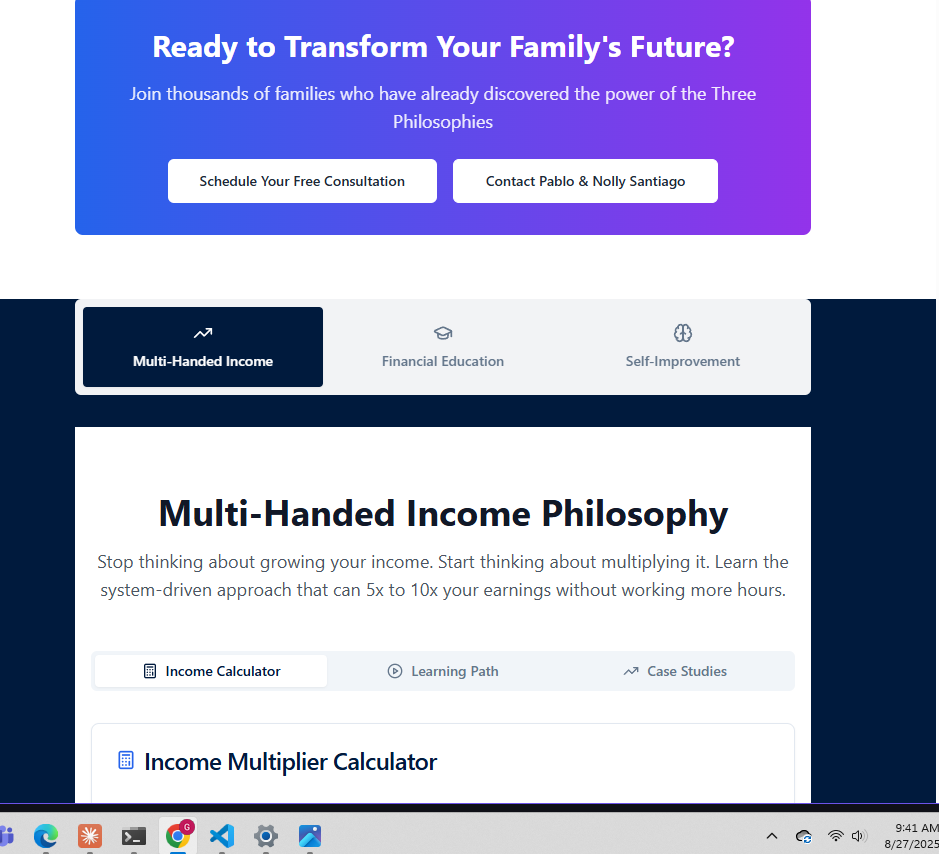 Ready to Transform Your Family's Future?
Join thousands of families who have already discovered the power of the Three
Philosophies
Schedule Your Free Consultation
Contact Pablo & Nolly Santiago
Multi-Handed Income
Financial Education
Self-Improvement
Multi-Handed Income Philosophy
Stop thinking about growing your income. Start thinking about multiplying it. Learn the
system-driven approach that can 5x to 10x your earnings without working more hours.
Income Calculator
Learning Path
Case Studies
Income Multiplier Calculator
G
9:41 AM
8/27/2025